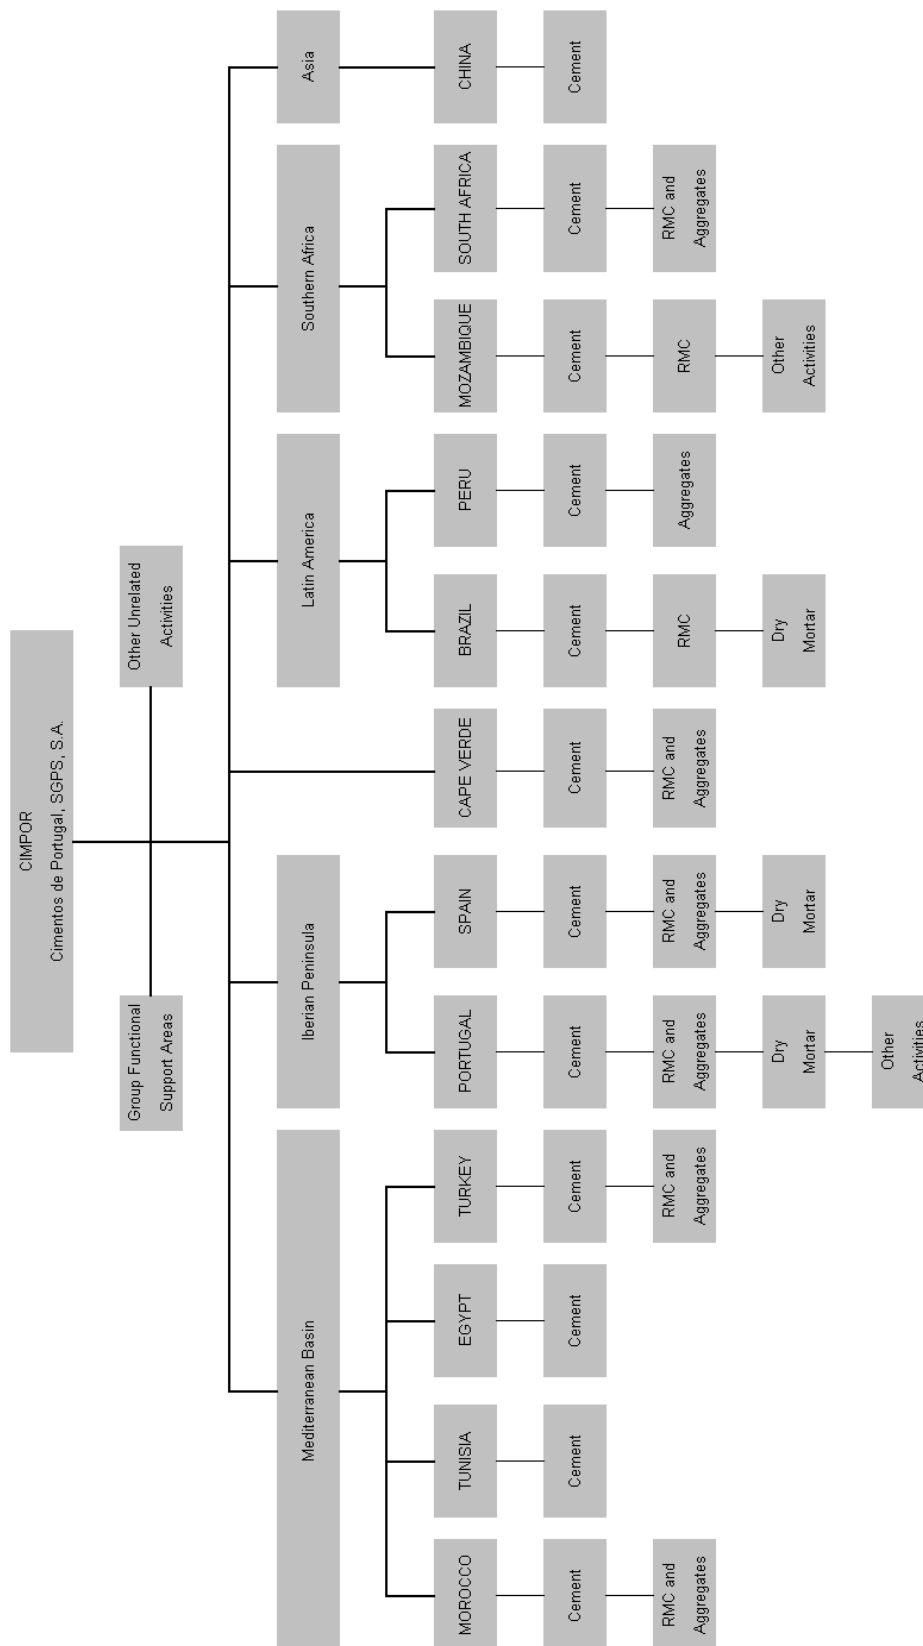 CIMPOR
Cimentos de Portugal, SGPS, S.A.
Group Functional
Support Areas
Other Unrelated
Activities
Mediterranean Basin
Iberian Peninsula
Latin America
Southern Africa
Asia
MOROCCO
TUNISIA
EGYPT
TURKEY
PORTUGAL
SPAIN
CAPE VERDE
BRAZIL
PERU
MOZAMBIQUE
SOUTH AFRICA
CHINA
Cement
Cement
Cement
Cement
Cement
Cement
Cement
Cement
Cement
Cement
Cement
Cement
RMC and
Aggregates
RMC and
Aggregates
RMC and
Aggregates
RMC and
Aggregates
RMC and
Aggregates
RMC
Aggregates
RMC
RMC and
Aggregates
Dry
Mortar
Dry
Mortar
Dry
Mortar
Other
Activities
Other
Activities